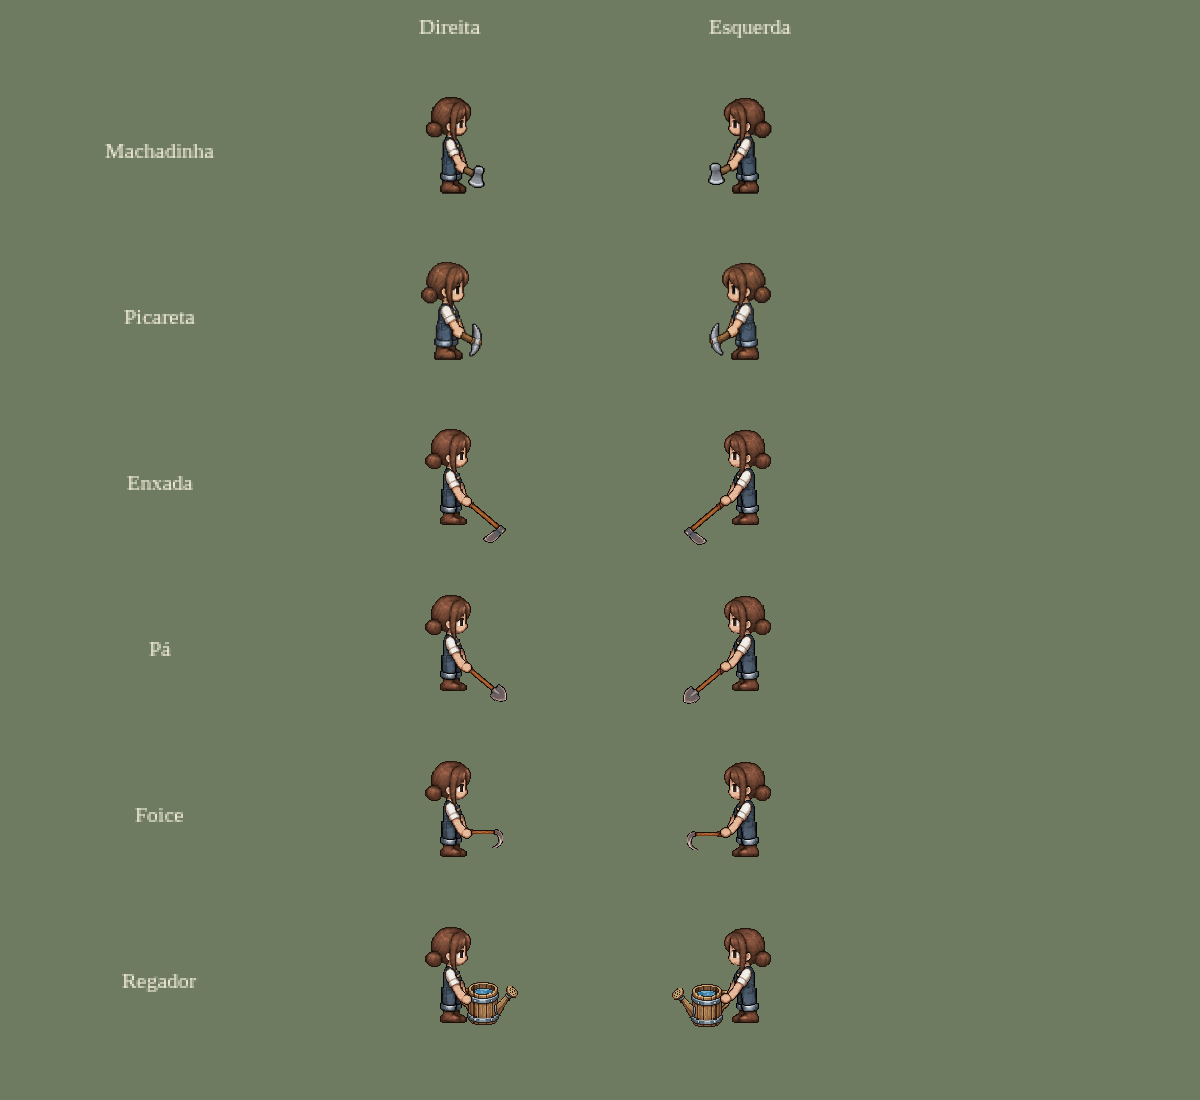 Direita
Esquerda
Machadinha
Picareta
Enxada
Pá
Foice
Regador